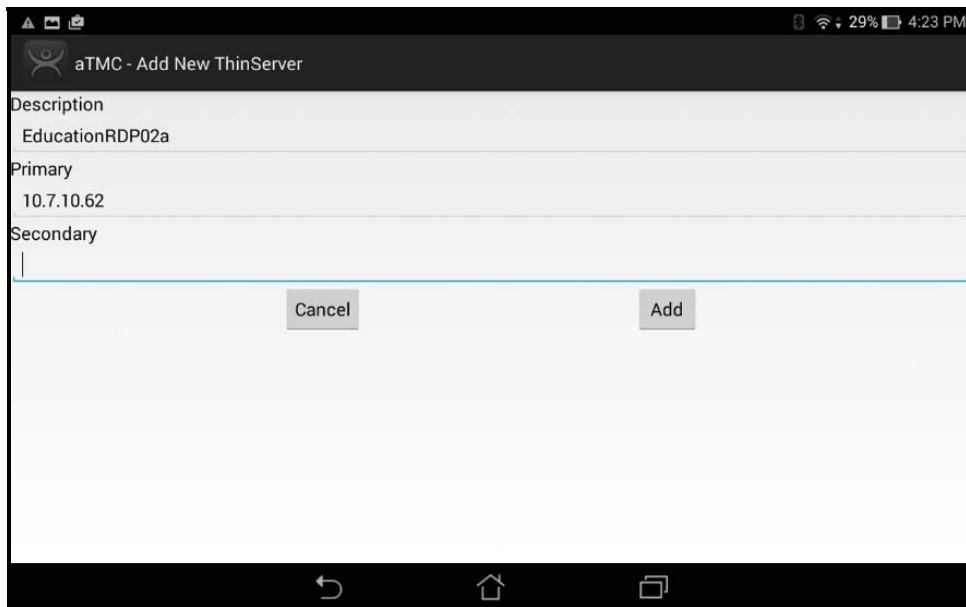 29% 4:23 PM
aTMC - Add New ThinServer
Description
EducationRDP02a
Primary
10.7.10.62
Secondary
Cancel Add